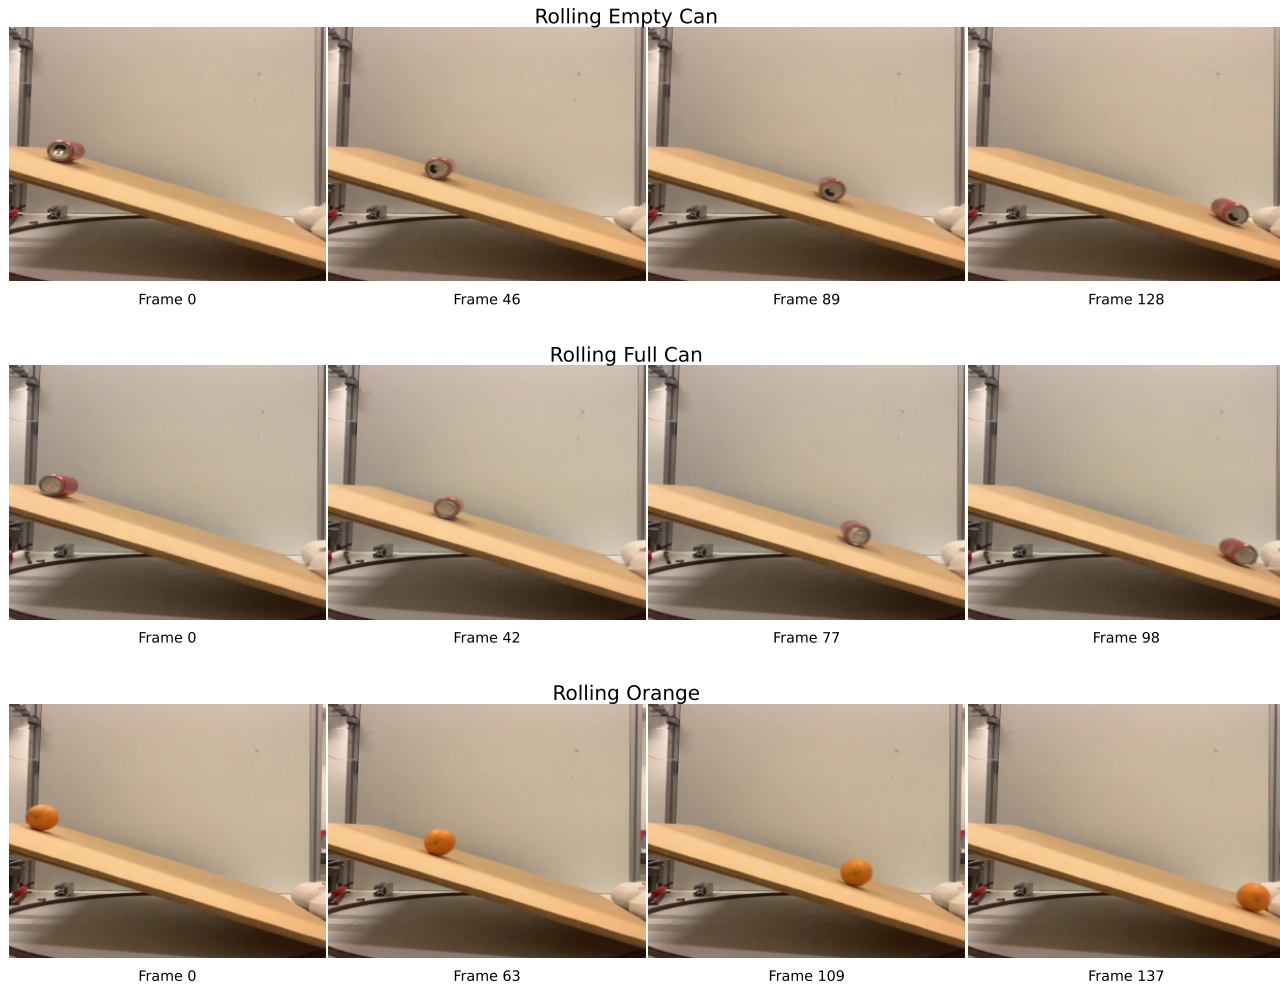 Rolling Empty Can
Frame 0
Frame 46
Frame 89
Frame 128
Rolling Full Can
Frame 0
Frame 42
Frame 77
Frame 98
Rolling Orange
Frame 0
Frame 63
Frame 109
Frame 137